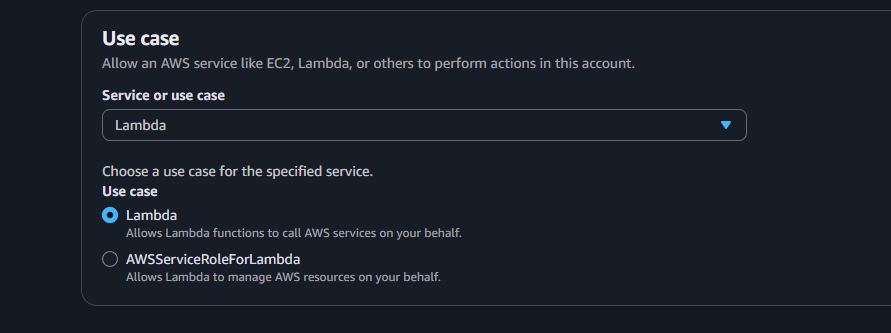 Use case
Allow an AWS service like EC2, Lambda, or others to perform actions in this account.
Service or use case
Lambda
Choose a use case for the specified service.
Use case
Lambda
Allows Lambda functions to call AWS services on your behalf.
AWSServiceRoleForLambda
Allows Lambda to manage AWS resources on your behalf.